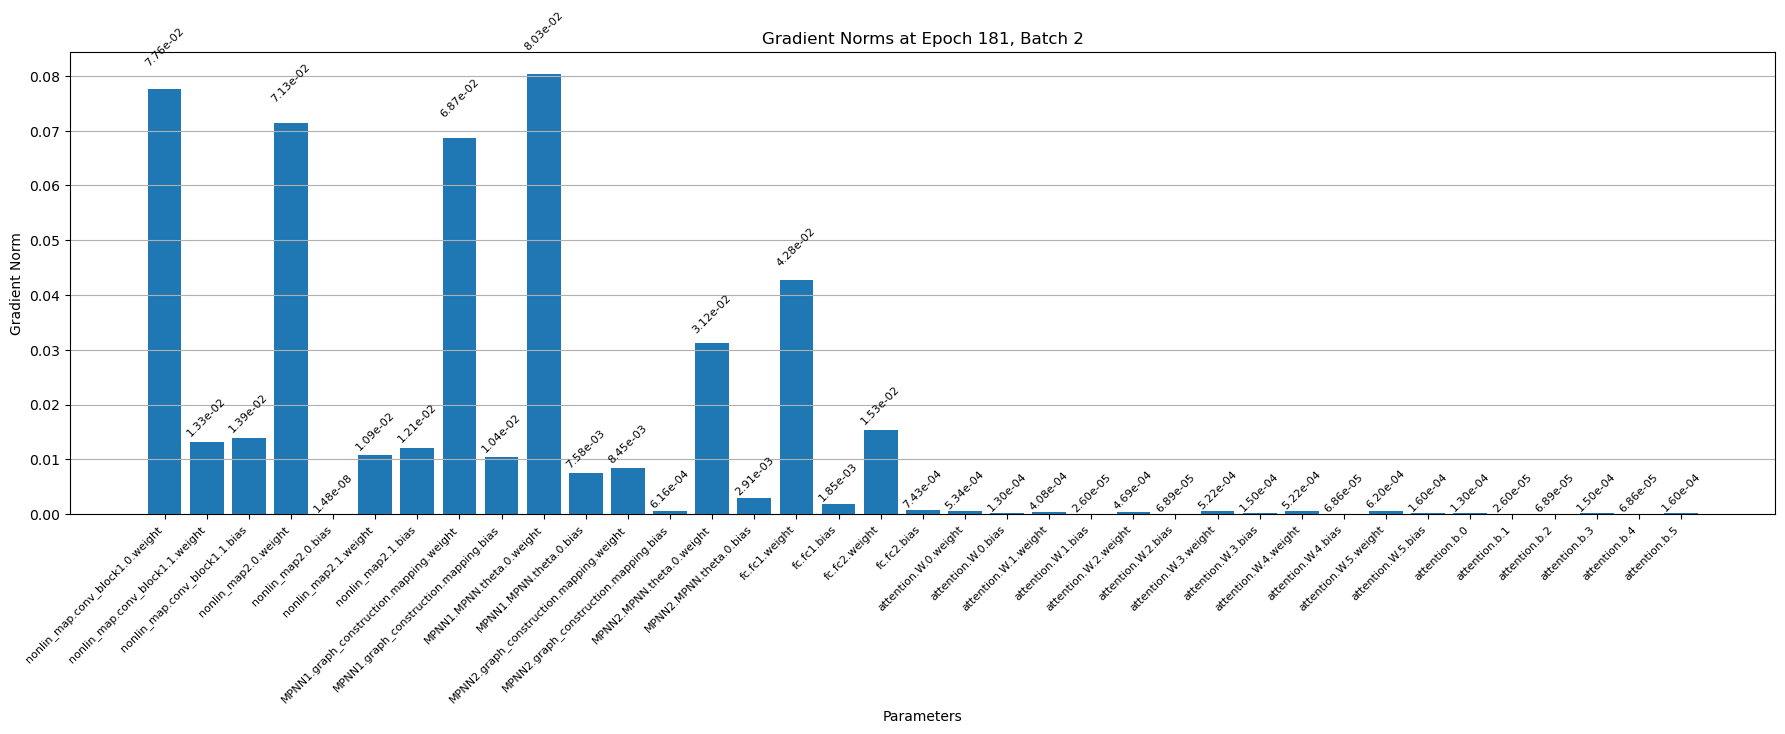 Gradient Norms at Epoch 181, Batch 2
Gradient Norm
0.08
0.07
0.06
0.05
0.04
0.03
0.02
0.01
0.00
7.76e-02
1.33e-02
1.39e-02
7.13e-02
1.48e-08
1.09e-02
1.21e-02
6.87e-02
1.04e-02
8.03e-02
7.58e-03
8.45e-03
6.16e-04
3.12e-02
2.91e-03
4.28e-02
1.85e-03
1.53e-02
7.43e-04
5.34e-04
1.30e-04
4.08e-04
2.60e-05
4.69e-04
6.89e-05
5.22e-04
1.50e-04
5.22e-04
6.86e-05
6.20e-04
1.60e-04
1.30e-04
2.60e-05
6.89e-05
1.50e-04
6.86e-05
1.60e-04
nonlin_map.conv_block1.0.weight
nonlin_map.conv_block1.1.weight
nonlin_map.conv_block1.1.bias
nonlin_map2.0.weight
nonlin_map2.0.bias
nonlin_map2.1.weight
nonlin_map2.1.bias
MPNN1.graph_construction.mapping.weight
MPNN1.graph_construction.mapping.bias
MPNN1.MPNN.theta.0.weight
MPNN1.MPNN.theta.0.bias
MPNN2.graph_construction.mapping.weight
MPNN2.graph_construction.mapping.bias
MPNN2.MPNN.theta.0.weight
MPNN2.MPNN.theta.0.bias
fc.fc1.weight
fc.fc1.bias
fc.fc2.weight
fc.fc2.bias
attention.W.0.weight
attention.W.0.bias
attention.W.1.weight
attention.W.1.bias
attention.W.2.weight
attention.W.2.bias
attention.W.3.weight
attention.W.3.bias
attention.W.4.weight
attention.W.4.bias
attention.W.5.weight
attention.W.5.bias
attention.b.0
attention.b.1
attention.b.2
attention.b.3
attention.b.4
attention.b.5
Parameters